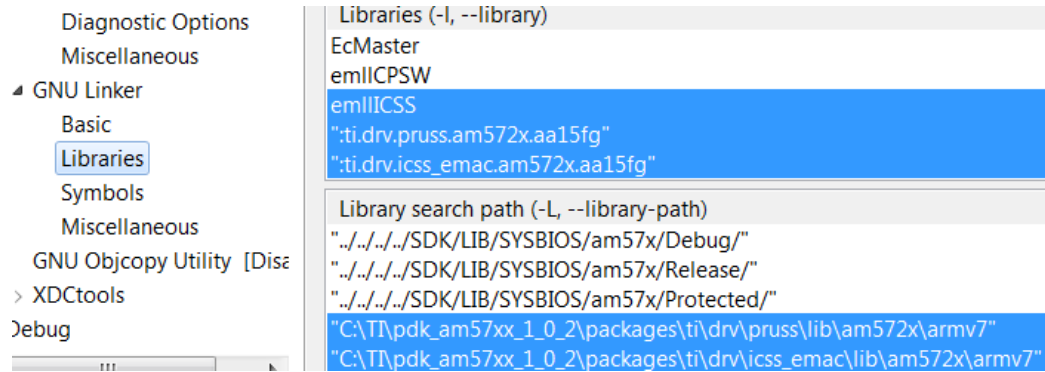 Diagnostic Options
Miscellaneous
GNU Linker
Basic
Libraries
Symbols
Miscellaneous
GNU Objcopy Utility [Disa
XDCtools
Debug
Libraries (-l, --library)
EcMaster
emllCPSW
emllICSS
":ti.drv.pruss.am572x.aa15fg"
":ti.drv.icss_emac.am572x.aa15fg"
Library search path (-L, --library-path)
"../../../../SDK/LIB/SYSBIOS/am57x/Debug/"
"../../../../SDK/LIB/SYSBIOS/am57x/Release/"
"../../../../SDK/LIB/SYSBIOS/am57x/Protected/"
"C:\TI\pdk_am57xx_1_0_2\packages\ti\drv\pruss\lib\am572x\armv7"
"C:\TI\pdk_am57xx_1_0_2\packages\ti\drv\icss_emac\lib\am572x\armv7"